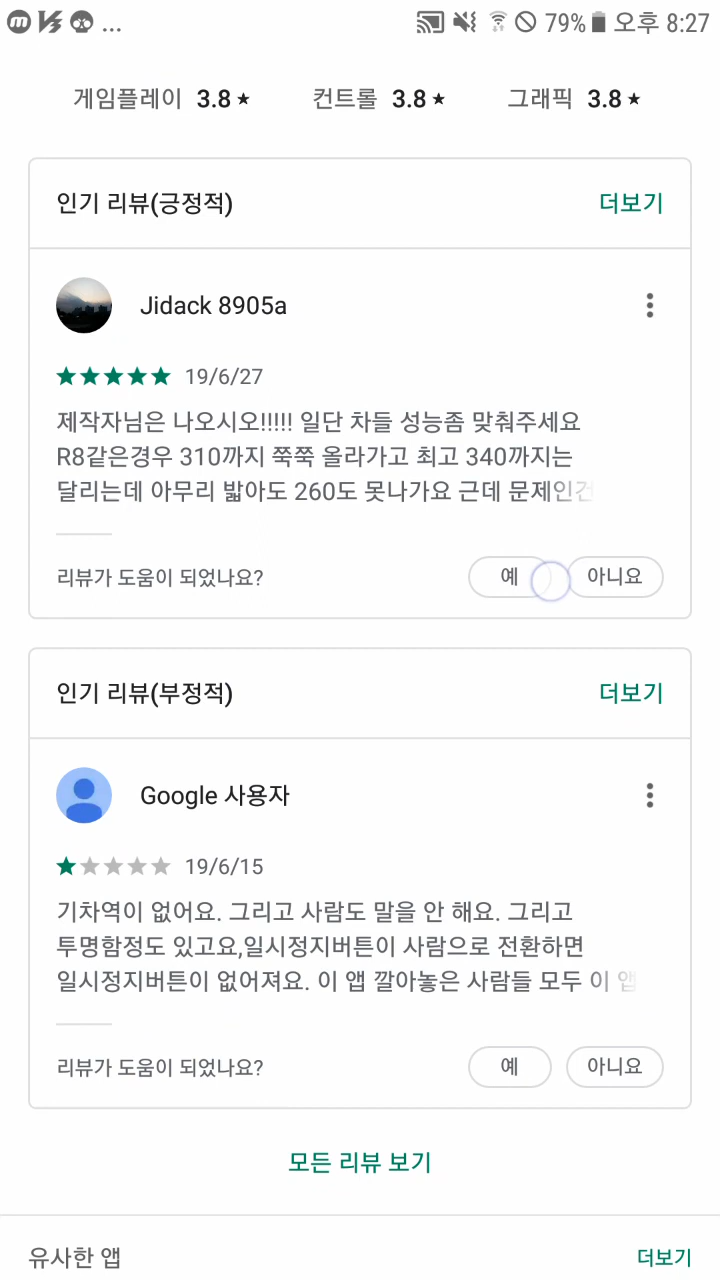 79% 오후 8:27
게임플레이 3.8★ 컨트롤 3.8★ 그래픽 3.8★
인기 리뷰(긍정적) 더보기
Jidack 8905a
19/6/27
제작자님은 나오시오!!!!! 일단 차들 성능좀 맞춰주세요
R8같은경우 310까지 쭉쭉 올라가고 최고 340까지는
달리는데 아무리 밟아도 260도 못나가요 근데 문제인건
리뷰가 도움이 되었나요? 예 아니요
인기 리뷰(부정적) 더보기
Google 사용자
19/6/15
기차역이 없어요. 그리고 사람도 말을 안 해요. 그리고
투명함정도 있고요,일시정지버튼이 사람으로 전환하면
일시정지버튼이 없어져요. 이 앱 깔아놓은 사람들 모두 이 앱
리뷰가 도움이 되었나요? 예 아니요
모든 리뷰 보기
유사한 앱 더보기